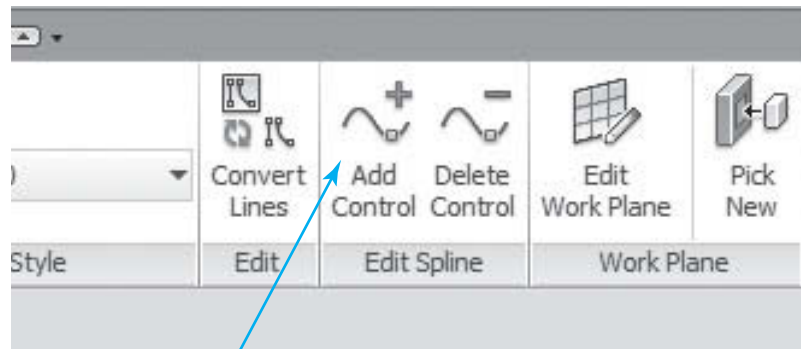 Convert
Lines
Add
Control
Delete
Control
Edit
Work Plane
Pick
New
Style
Edit
Edit Spline
Work Plane